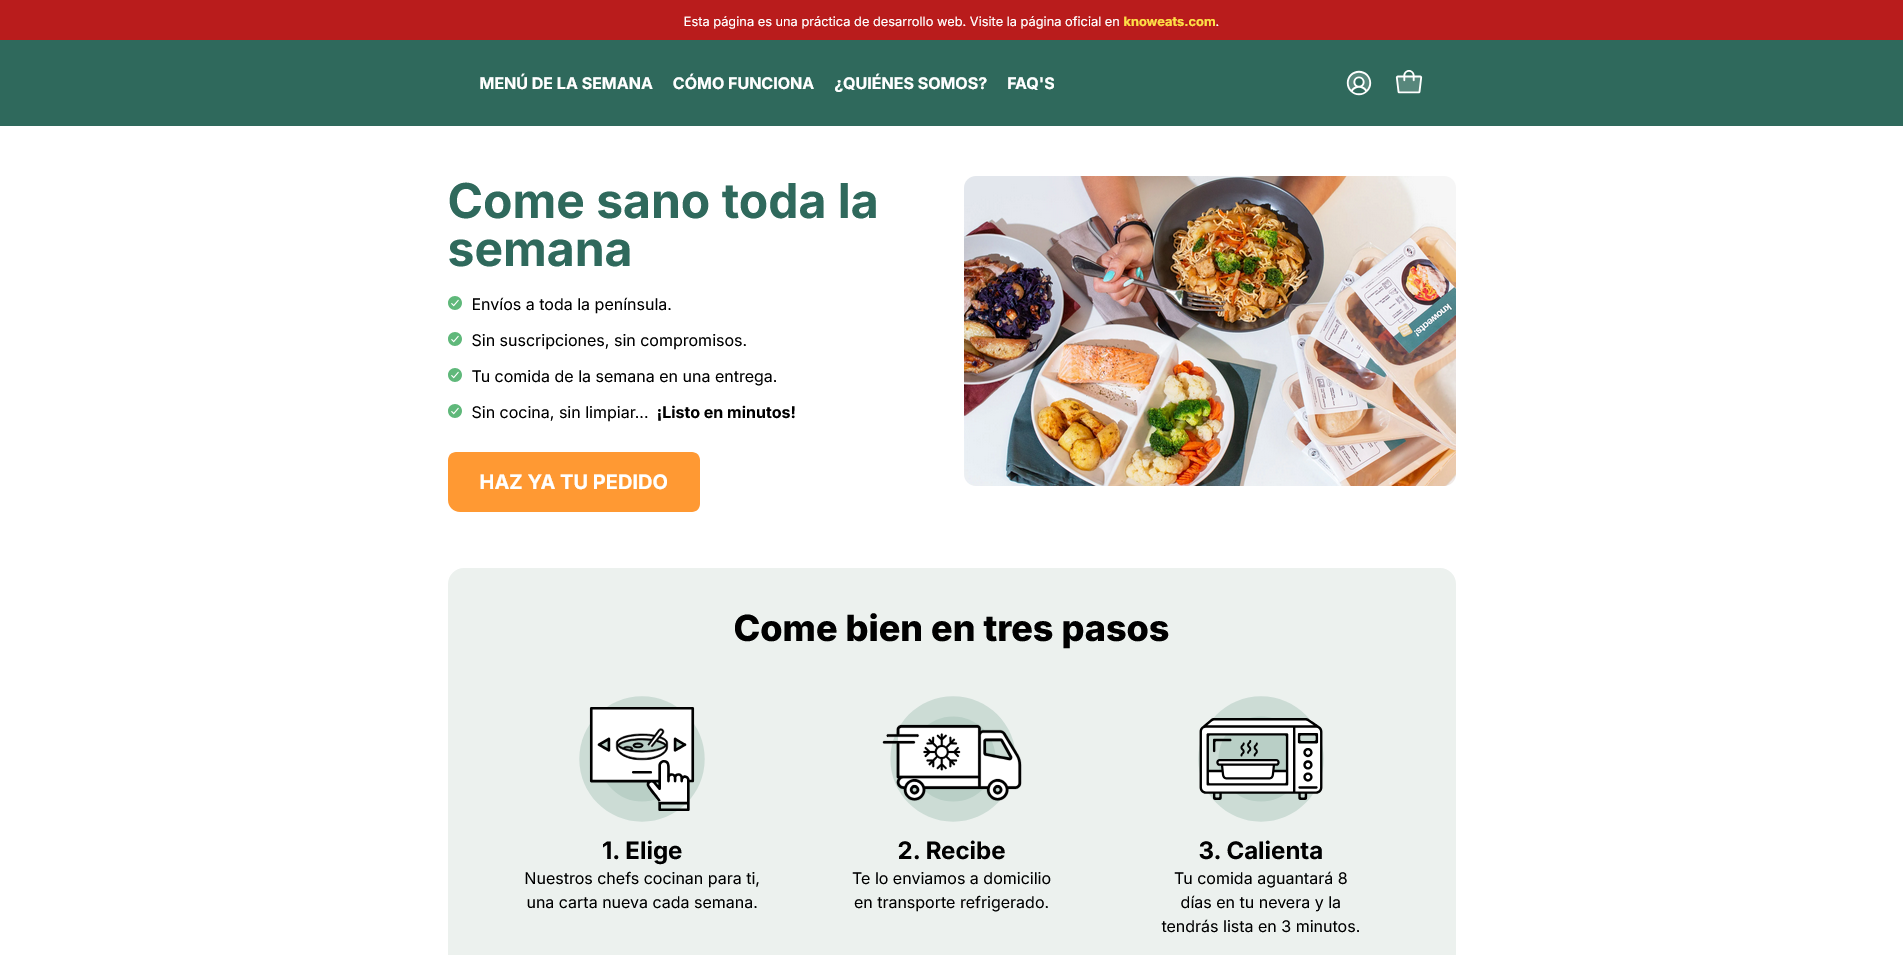 Esta página es una práctica de desarrollo web. Visite la página oficial en knoweats.com.
MENÚ DE LA SEMANA CÓMO FUNCIONA ¿QUIÉNES SOMOS? FAQ'S
Come sano toda la
semana
Envíos a toda la península.
Sin suscripciones, sin compromisos.
Tu comida de la semana en una entrega.
Sin cocina, sin limpiar... ¡Listo en minutos!
HAZ YA TU PEDIDO
knoweats!
Come bien en tres pasos
1. Elige
Nuestros chefs cocinan para ti,
una carta nueva cada semana.
2. Recibe
Te lo enviamos a domicilio
en transporte refrigerado.
3. Calienta
Tu comida aguantará 8
días en tu nevera y la
tendrás lista en 3 minutos.